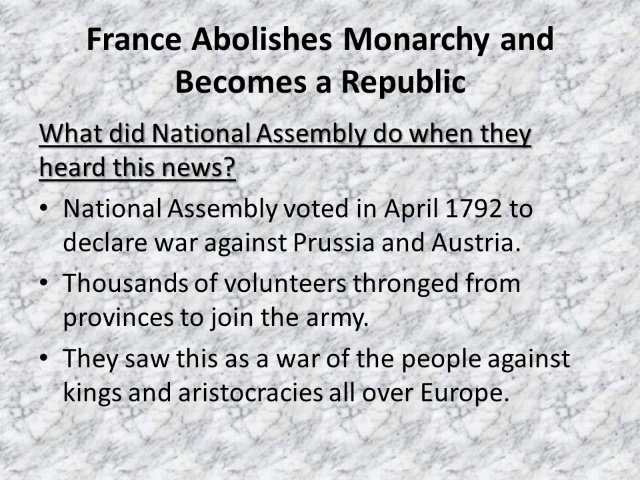 France Abolishes Monarchy and
Becomes a Republic
What did National Assembly do when they
heard this news?
• National Assembly voted in April 1792 to
declare war against Prussia and Austria.
• Thousands of volunteers thronged from
provinces to join the army.
• They saw this as a war of the people against
kings and aristocracies all over Europe.